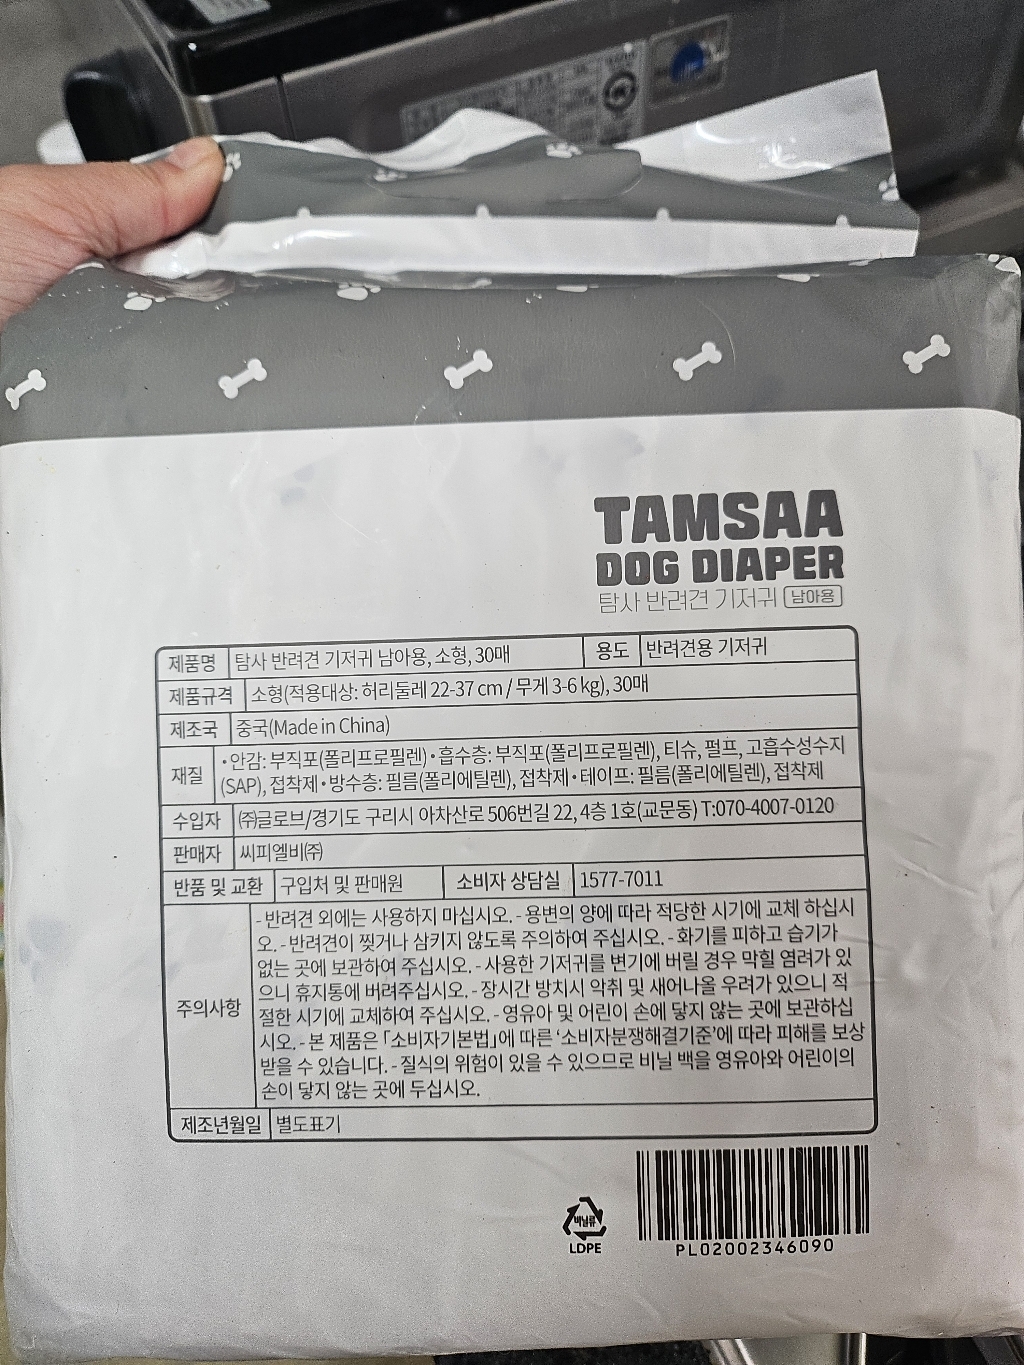 TAMSAA
DOG DIAPER
탐사 반려견 기저귀 남아용
제품명 탐사 반려견 기저귀 남아용, 소형, 30매 용도 반려견용 기저귀
제품규격 소형(적용대상: 허리둘레 22-37 cm / 무게 3-6 kg), 30매
제조국 중국(Made in China)
재질 •안감: 부직포(폴리프로필렌)•흡수층: 부직포(폴리프로필렌), 티슈, 펄프, 고흡수성수지
(SAP), 접착제•방수층: 필름(폴리에틸렌), 접착제•테이프: 필름(폴리에틸렌), 접착제
수입자 ㈜글로브/경기도 구리시 아차산로 506번길 22, 4층 1호(교문동) T:070-4007-0120
판매자 씨피엘비㈜
반품 및 교환 구입처 및 판매원 소비자 상담실 1577-7011
주의사항 - 반려견 외에는 사용하지 마십시오. - 용변의 양에 따라 적당한 시기에 교체 하십시
오. - 반려견이 찢거나 삼키지 않도록 주의하여 주십시오. - 화기를 피하고 습기가
없는 곳에 보관하여 주십시오. - 사용한 기저귀를 변기에 버릴 경우 막힐 염려가 있
으니 휴지통에 버려주십시오. - 장시간 방치시 악취 및 새어나올 우려가 있으니 적
절한 시기에 교체하여 주십시오. - 영유아 및 어린이 손에 닿지 않는 곳에 보관하십
시오. - 본 제품은 「소비자기본법」에 따른 ‘소비자분쟁해결기준’에 따라 피해를 보상
받을 수 있습니다. - 질식의 위험이 있을 수 있으므로 비닐 백을 영유아와 어린이의
손이 닿지 않는 곳에 두십시오.
제조년월일 별도표기
비닐류
LDPE
PL02002346090